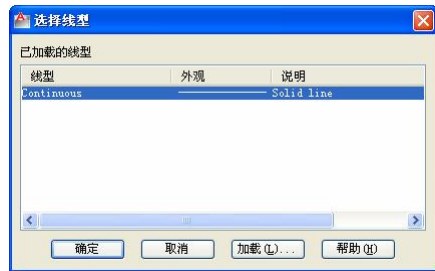 选择线型
已加载的线型
线型 外观 说明
Continuous Solid line
确定 取消 加载(L)... 帮助(H)